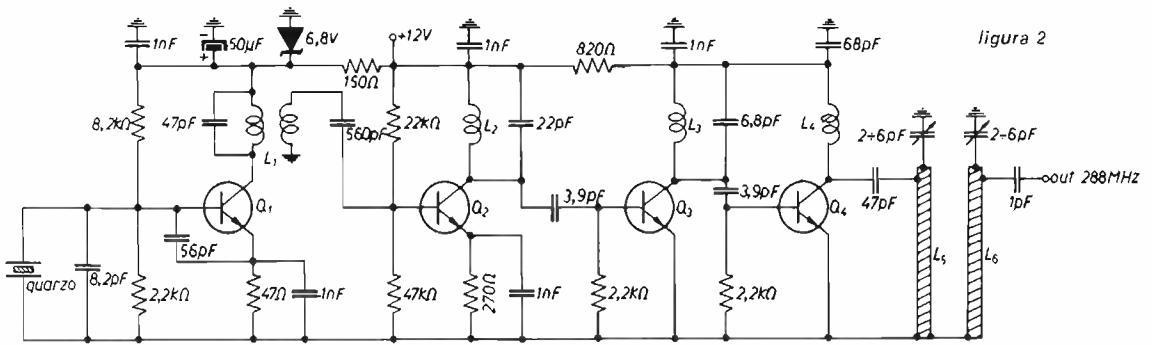 1nF
-
+
50µF
6,8V
150Ω
+12V
1nF
820Ω
1nF
68pF
figura 2
8,2kΩ
47pF
L1
560pF
22kΩ
L2
22pF
L3
6,8pF
L4
2÷6pF
2÷6pF
Q1
Q2
3,9pF
Q3
3,9pF
Q4
47pF
1pF
out 288MHz
quarzo
8,2pF
56pF
2,2kΩ
47Ω
1nF
47kΩ
270Ω
1nF
2,2kΩ
2,2kΩ
L5
L6